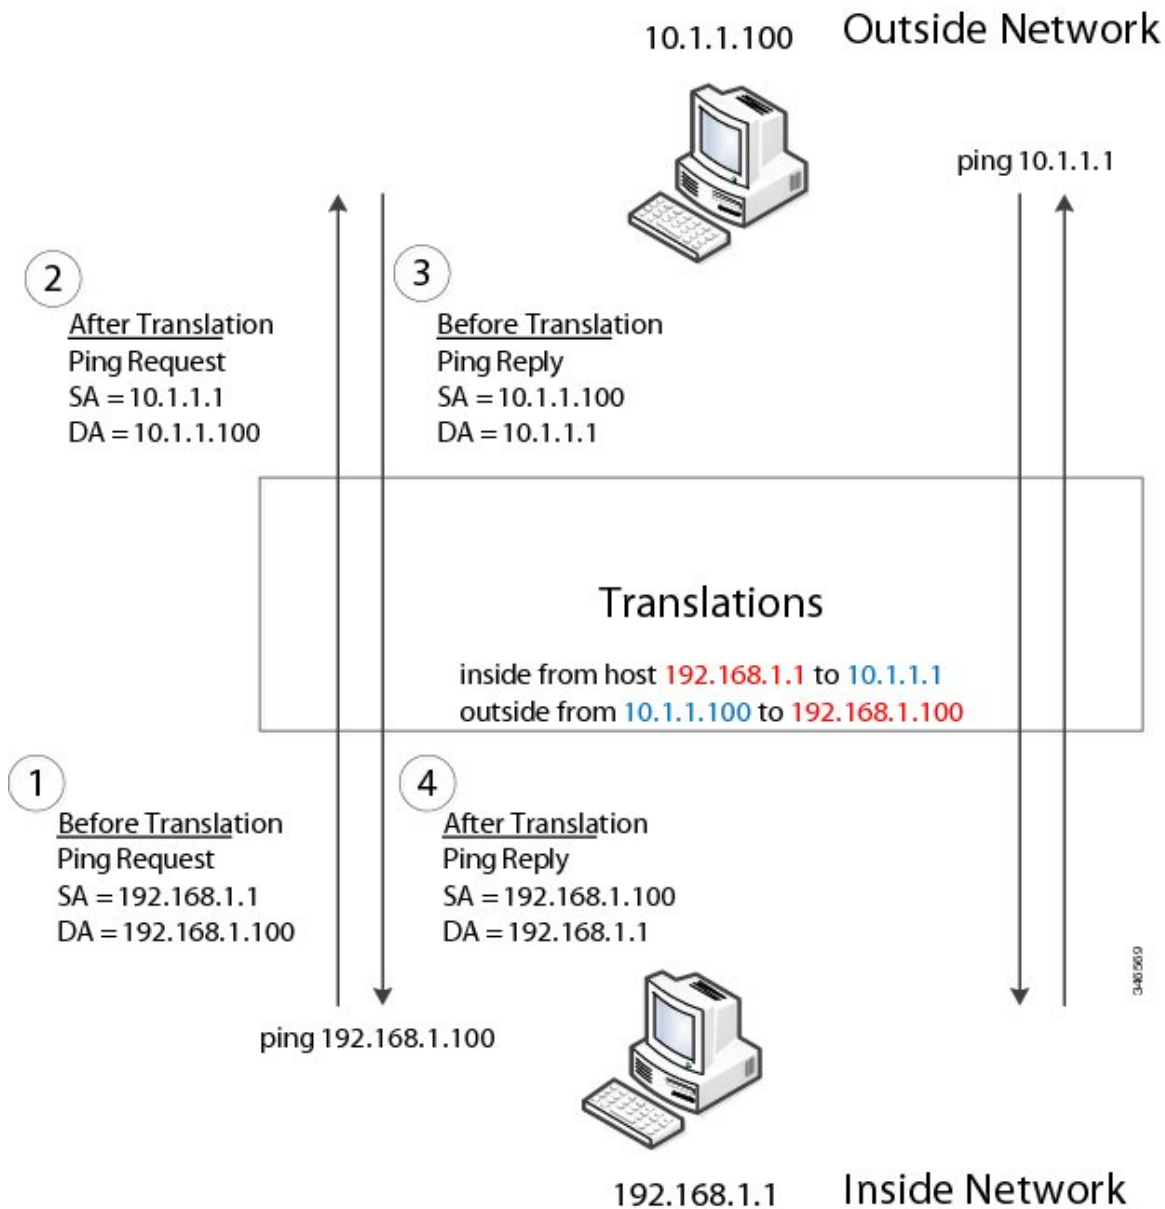 10.1.1.100
Outside Network
ping 10.1.1.1
2
After Translation
Ping Request
SA = 10.1.1.1
DA = 10.1.1.100
3
Before Translation
Ping Reply
SA = 10.1.1.100
DA = 10.1.1.1
Translations
inside from host 192.168.1.1 to 10.1.1.1
outside from 10.1.1.100 to 192.168.1.100
1
Before Translation
Ping Request
SA = 192.168.1.1
DA = 192.168.1.100
4
After Translation
Ping Reply
SA = 192.168.1.100
DA = 192.168.1.1
346569
ping 192.168.1.100
192.168.1.1
Inside Network